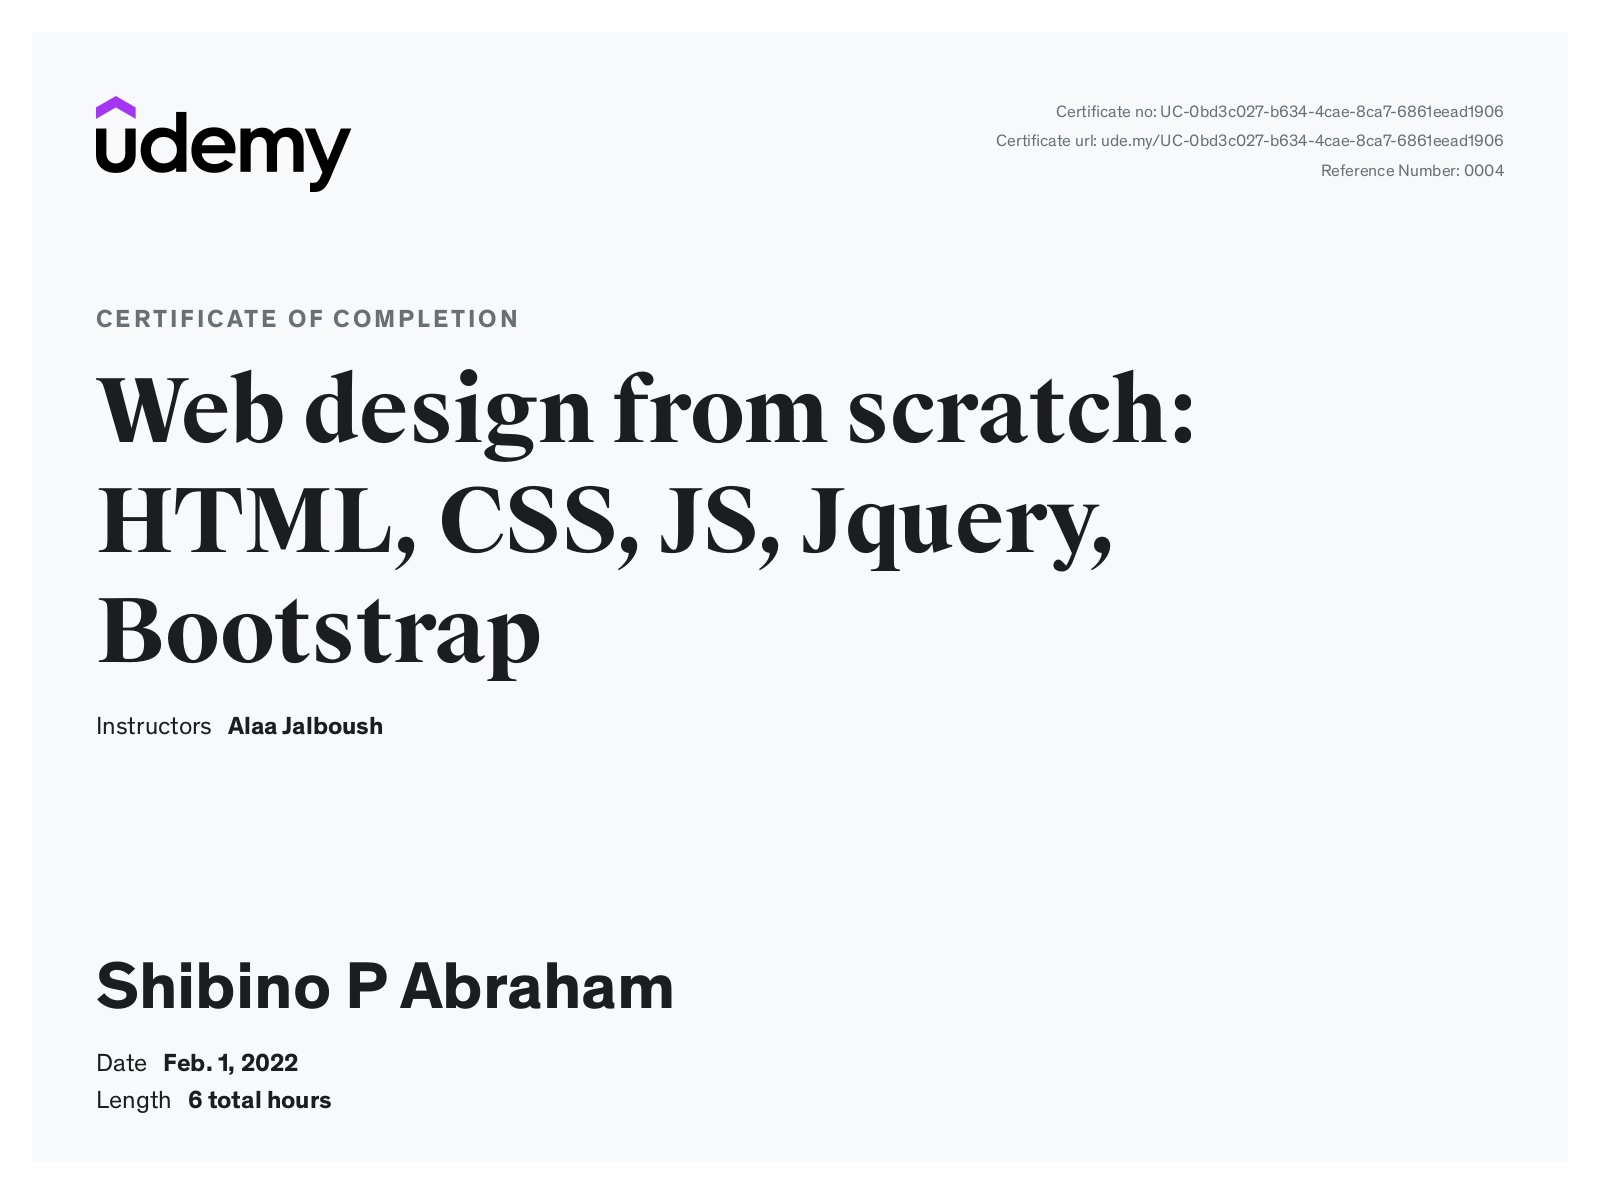 udemy
Certificate no: UC-0bd3c027-b634-4cae-8ca7-6861eead1906
Certificate url: ude.my/UC-0bd3c027-b634-4cae-8ca7-6861eead1906
Reference Number: 0004
CERTIFICATE OF COMPLETION
Web design from scratch:
HTML, CSS, JS, Jquery,
Bootstrap
Instructors Alaa Jalboush
Shibino P Abraham
Date Feb. 1, 2022
Length 6 total hours